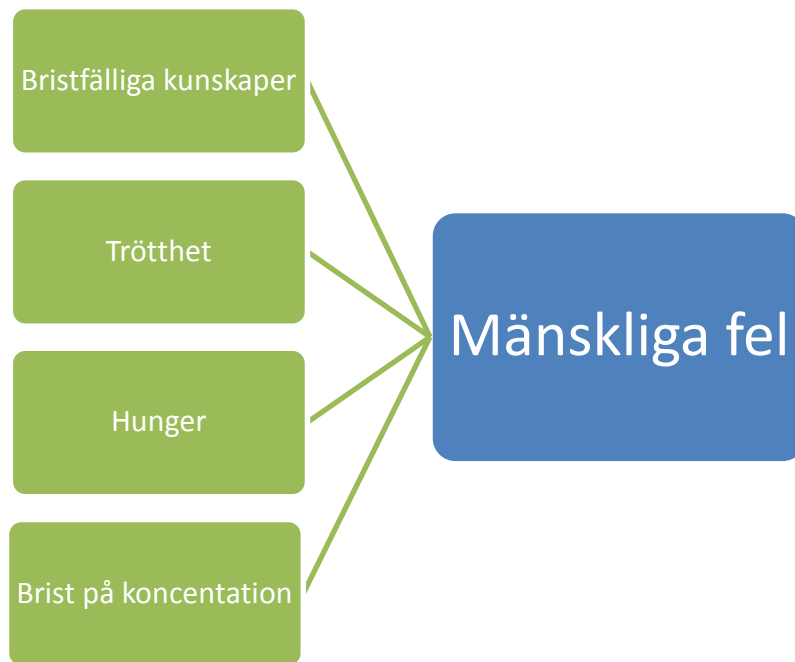 Bristfälliga kunskaper
Trötthet
Hunger
Brist på koncentation
Mänskliga fel